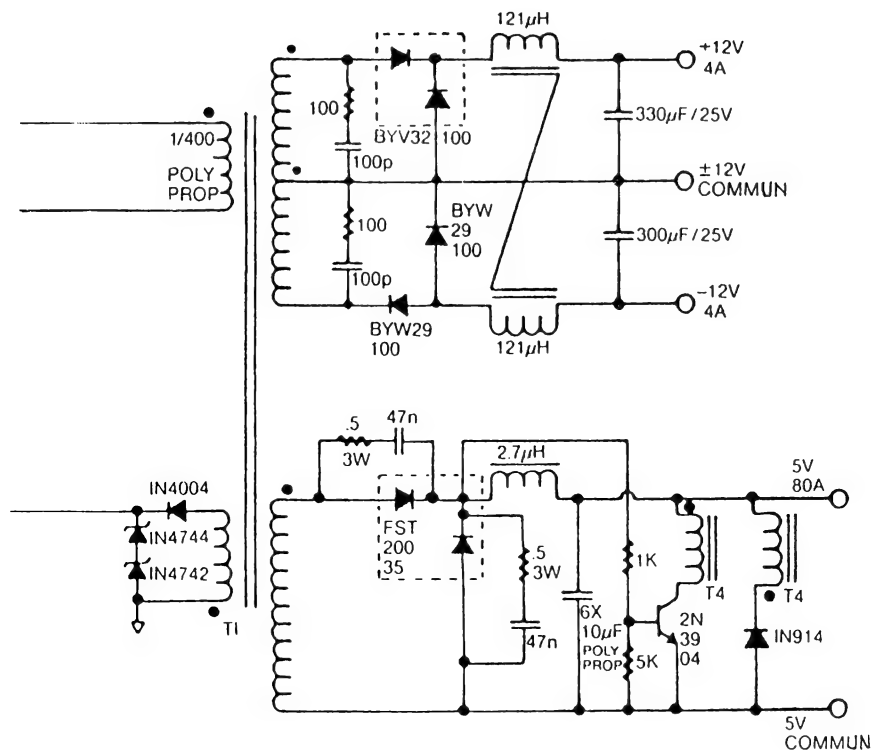 121µH
+12V
4A
100
BYV32 100
330µF/25V
1/400
100p
POLY
PROP
±12V
COMMUN
BYW
29
100
100
300µF/25V
100p
-12V
4A
BYW29
100
121µH
47n
.5
3W
2.7µH
5V
80A
IN4004
FST
200
35
IN4744
.5
3W
1K
T4
T4
IN4742
6X
10µF
POLY
PROP
2N
39
04
IN914
47n
5K
T1
5V
COMMUN